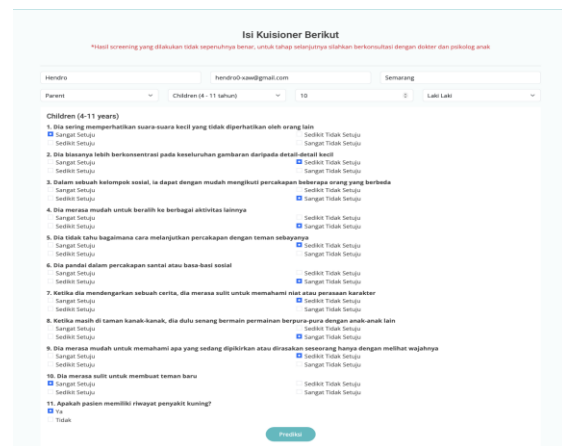 Isi Kuisioner Berikut
*Hasil screening yang dilakukan tidak sepenuhnya benar, untuk tahap selanjutnya silahkan berkonsultasi dengan dokter dan psikolog anak
Hendro hendro0-xaw@gmail.com Semarang
Parent Children (4 - 11 tahun) 10 Laki Laki
Children (4-11 years)
1. Dia sering memperhatikan suara-suara kecil yang tidak diperhatikan oleh orang lain
Sangat Setuju Sedikit Tidak Setuju
Sedikit Setuju Sangat Tidak Setuju
2. Dia biasanya lebih berkonsentrasi pada keseluruhan gambaran daripada detail-detail kecil
Sangat Setuju Sedikit Tidak Setuju
Sedikit Setuju Sangat Tidak Setuju
3. Dalam sebuah kelompok sosial, ia dapat dengan mudah mengikuti percakapan beberapa orang yang berbeda
Sangat Setuju Sedikit Tidak Setuju
Sedikit Setuju Sangat Tidak Setuju
4. Dia merasa mudah untuk beralih ke berbagai aktivitas lainnya
Sangat Setuju Sedikit Tidak Setuju
Sedikit Setuju Sangat Tidak Setuju
5. Dia tidak tahu bagaimana cara melanjutkan percakapan dengan teman sebayanya
Sangat Setuju Sedikit Tidak Setuju
Sedikit Setuju Sangat Tidak Setuju
6. Dia pandai dalam percakapan santai atau basa-basi sosial
Sangat Setuju Sedikit Tidak Setuju
Sedikit Setuju Sangat Tidak Setuju
7. Ketika dia mendengarkan sebuah cerita, dia merasa sulit untuk memahami niat atau perasaan karakter
Sangat Setuju Sedikit Tidak Setuju
Sedikit Setuju Sangat Tidak Setuju
8. Ketika masih di taman kanak-kanak, dia dulu senang bermain permainan berpura-pura dengan anak-anak lain
Sangat Setuju Sedikit Tidak Setuju
Sedikit Setuju Sangat Tidak Setuju
9. Dia merasa mudah untuk memahami apa yang sedang dipikirkan atau dirasakan seseorang hanya dengan melihat wajahnya
Sangat Setuju Sedikit Tidak Setuju
Sedikit Setuju Sangat Tidak Setuju
10. Dia merasa sulit untuk membuat teman baru
Sangat Setuju Sedikit Tidak Setuju
Sedikit Setuju Sangat Tidak Setuju
11. Apakah pasien memiliki riwayat penyakit kuning?
Ya
Tidak
Prediksi